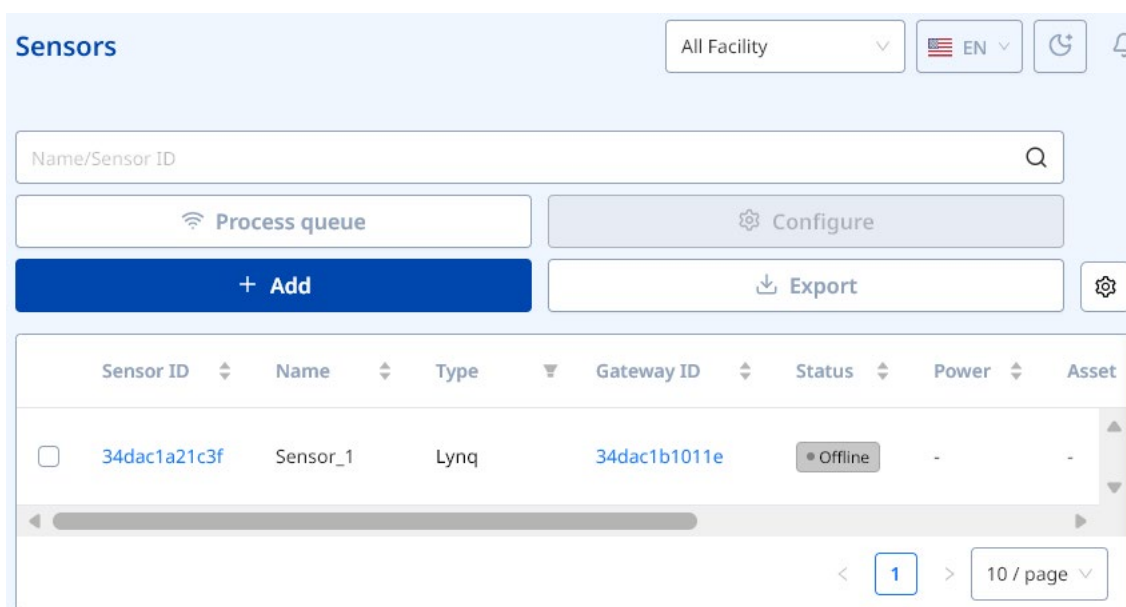 Sensors
All Facility
EN
Name/Sensor ID
Process queue
Configure
+ Add
Export
Sensor ID Name Type Gateway ID Status Power Asset
34dac1a21c3f Sensor_1 Lynq 34dac1b1011e Offline - -
< 1 > 10 / page